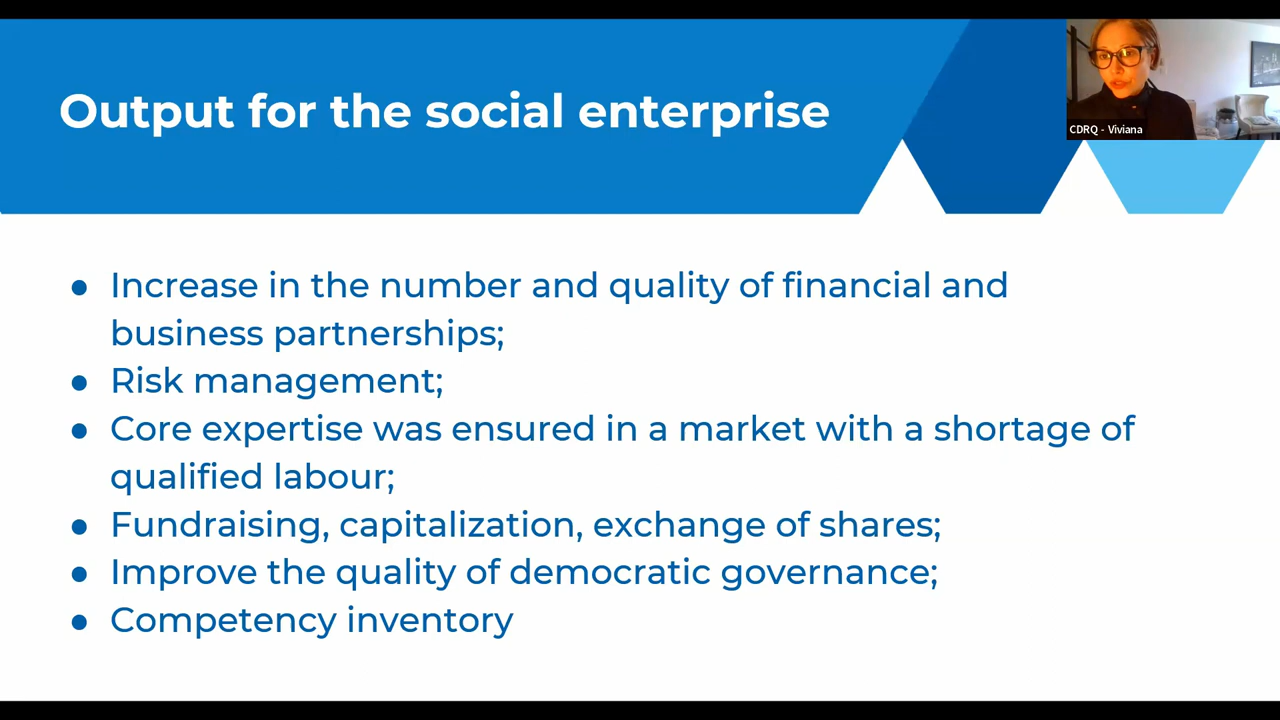 Output for the social enterprise
CDRQ - Viviana
● Increase in the number and quality of financial and
business partnerships;
● Risk management;
● Core expertise was ensured in a market with a shortage of
qualified labour;
● Fundraising, capitalization, exchange of shares;
● Improve the quality of democratic governance;
● Competency inventory